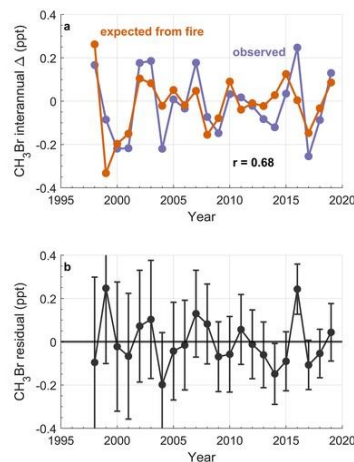 a
expected from fire
observed
r = 0.68
CH₃Br interannual Δ (ppt)
0.4
0.2
0
-0.2
-0.4
1995 2000 2005 2010 2015 2020
Year
b
CH₃Br residual (ppt)
0.4
0.2
0
-0.2
-0.4
1995 2000 2005 2010 2015 2020
Year